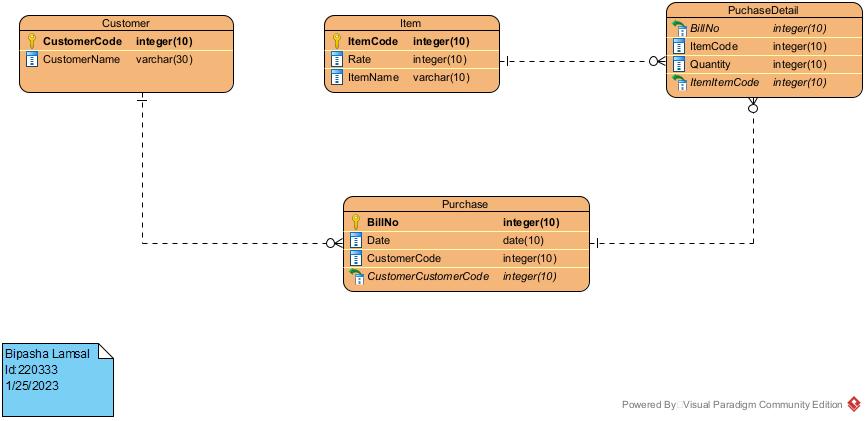 Customer
CustomerCode integer(10)
CustomerName varchar(30)
Item
ItemCode integer(10)
Rate integer(10)
ItemName varchar(10)
PuchaseDetail
BillNo integer(10)
ItemCode integer(10)
Quantity integer(10)
ItemItemCode integer(10)
Purchase
BillNo integer(10)
Date date(10)
CustomerCode integer(10)
CustomerCustomerCode integer(10)
Bipasha Lamsal
Id:220333
1/25/2023
Powered By Visual Paradigm Community Edition